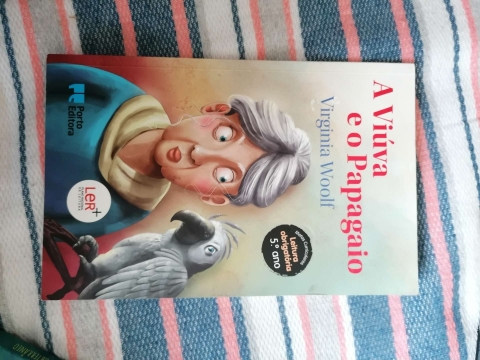 A Viúva
e o Papagaio
Virginia Woolf
Leitura
obrigatória
5.º ano
LER+
Porto
Editora